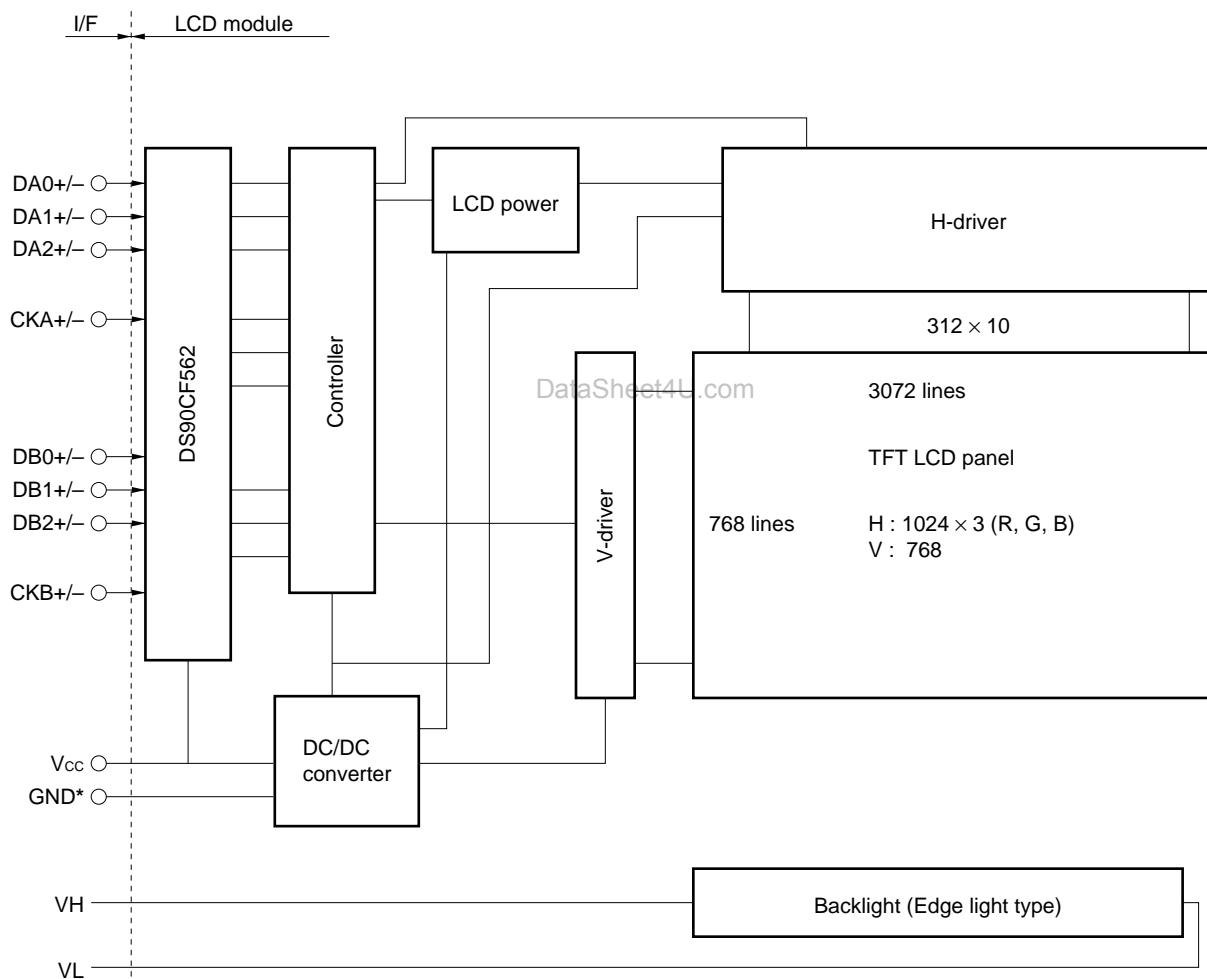 I/F
LCD module
DA0+/–
DA1+/–
DA2+/–
CKA+/–
DB0+/–
DB1+/–
DB2+/–
CKB+/–
DS90CF562
Controller
LCD power
H-driver
312 × 10
DataSheet4U.com
V-driver
3072 lines
TFT LCD panel
768 lines
H : 1024 × 3 (R, G, B)
V : 768
DC/DC
converter
Vcc
GND*
VH
VL
Backlight (Edge light type)